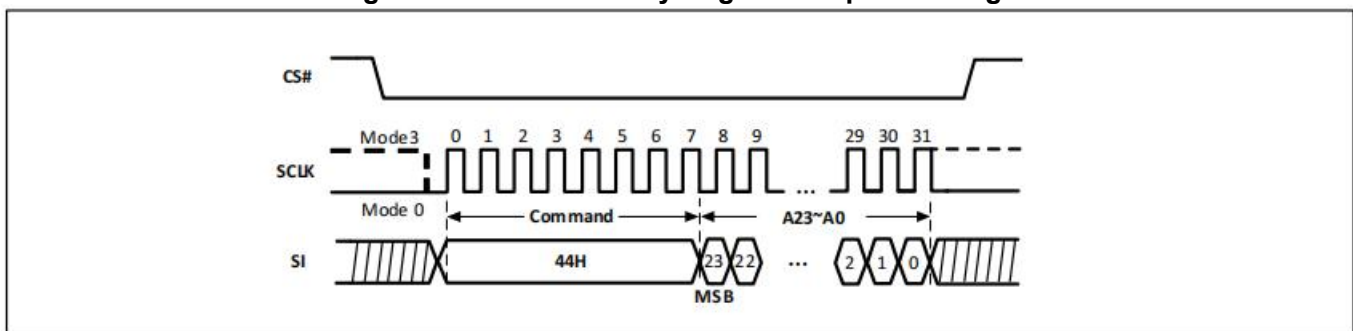 CS#
Mode3 0 1 2 3 4 5 6 7 8 9 29 30 31
SCLK
...
Mode 0 Command A23~A0
SI 44H 23 22 ... 2 1 0
MSB